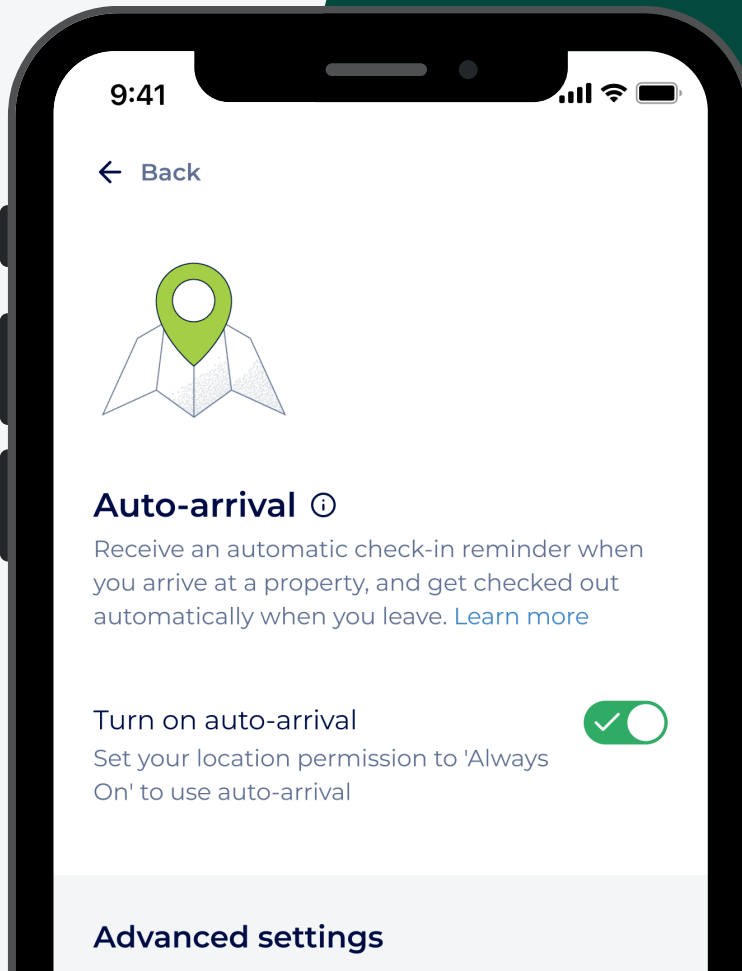 9:41
Back
Auto-arrival
Receive an automatic check-in reminder when
you arrive at a property, and get checked out
automatically when you leave. Learn more
Turn on auto-arrival
Set your location permission to 'Always
On' to use auto-arrival
Advanced settings